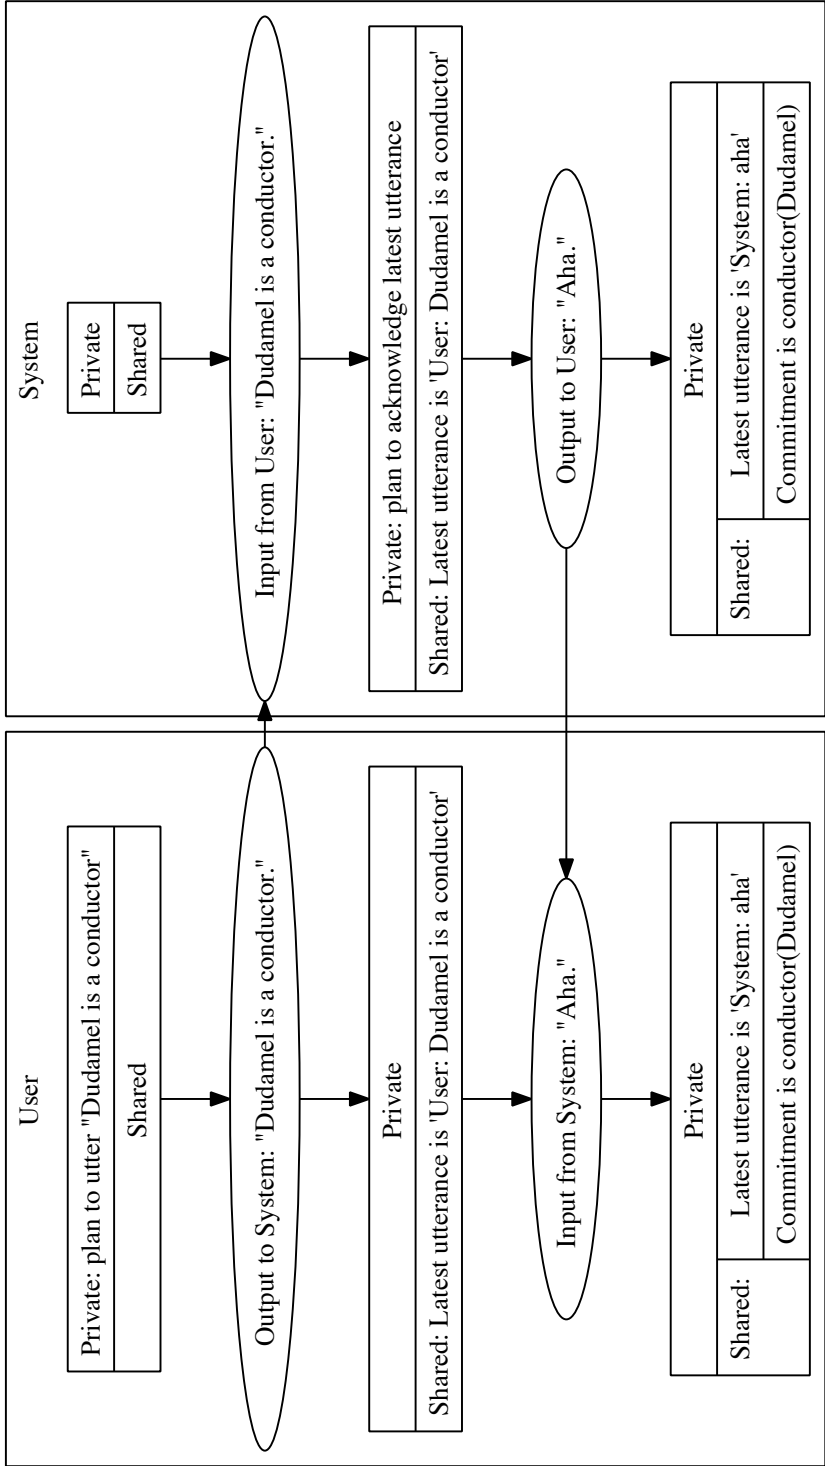 User
Private: plan to utter "Dudamel is a conductor"
Shared
Output to System: "Dudamel is a conductor."
Private
Shared: Latest utterance is 'User: Dudamel is a conductor'
Input from System: "Aha."
Private
Shared:
Latest utterance is 'System: aha'
Commitment is conductor(Dudamel)
System
Private
Shared
Input from User: "Dudamel is a conductor."
Private: plan to acknowledge latest utterance
Shared: Latest utterance is 'User: Dudamel is a conductor'
Output to User: "Aha."
Private
Shared:
Latest utterance is 'System: aha'
Commitment is conductor(Dudamel)